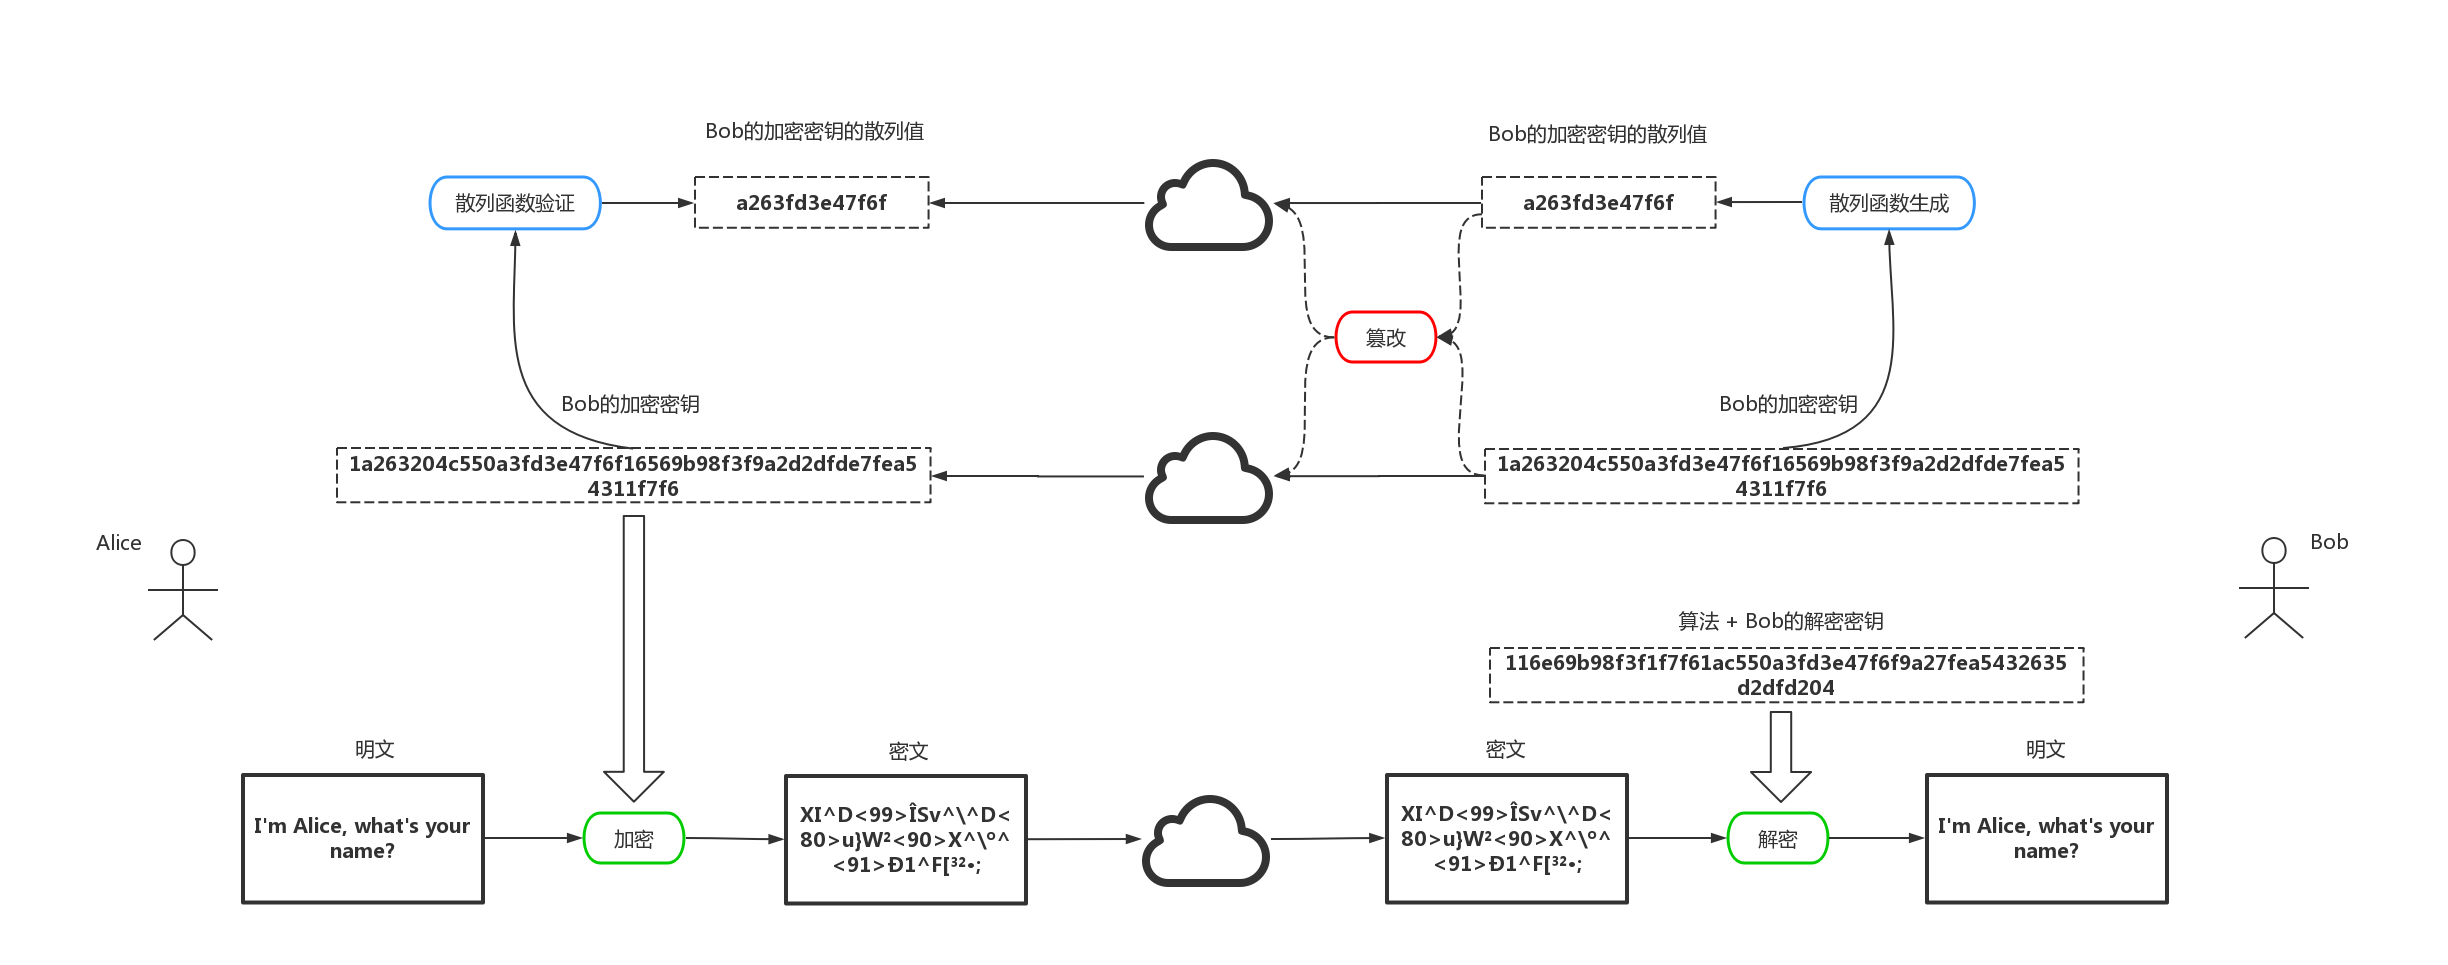 Bob的加密密钥的散列值
Bob的加密密钥的散列值
散列函数验证
a263fd3e47f6f
a263fd3e47f6f
散列函数生成
篡改
Bob的加密密钥
Bob的加密密钥
1a263204c550a3fd3e47f6f16569b98f3f9a2d2dfde7fea5
4311f7f6
1a263204c550a3fd3e47f6f16569b98f3f9a2d2dfde7fea5
4311f7f6
Alice
Bob
算法 + Bob的解密密钥
116e69b98f3f1f7f61ac550a3fd3e47f6f9a27fea5432635
d2dfd204
明文
密文
密文
明文
I'm Alice, what's your
name?
加密
XI^D<99>ÎSv^\^D<
80>u}W²<90>X^\º^
<91>Ð1^F[³²•;
XI^D<99>ÎSv^\^D<
80>u}W²<90>X^\º^
<91>Ð1^F[³²•;
解密
I'm Alice, what's your
name?